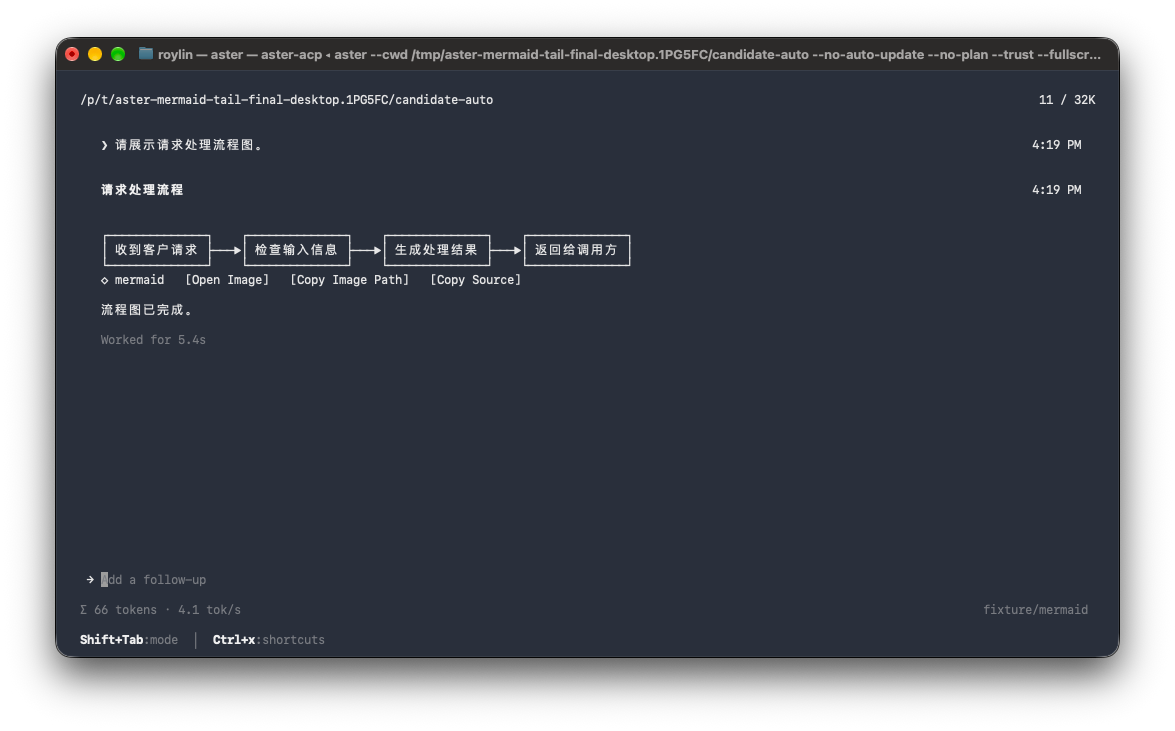 roylin — aster — aster-acp ◂ aster --cwd /tmp/aster-mermaid-tail-final-desktop.1PG5FC/candidate-auto --no-auto-update --no-plan --trust --fullscr...
/p/t/aster-mermaid-tail-final-desktop.1PG5FC/candidate-auto 11 / 32K
❯ 请展示请求处理流程图。 4:19 PM
请求处理流程 4:19 PM
收到客户请求 检查输入信息 生成处理结果 返回给调用方
◇ mermaid [Open Image] [Copy Image Path] [Copy Source]
流程图已完成。
Worked for 5.4s
→ Add a follow-up
Σ 66 tokens · 4.1 tok/s fixture/mermaid
Shift+Tab:mode │ Ctrl+x:shortcuts